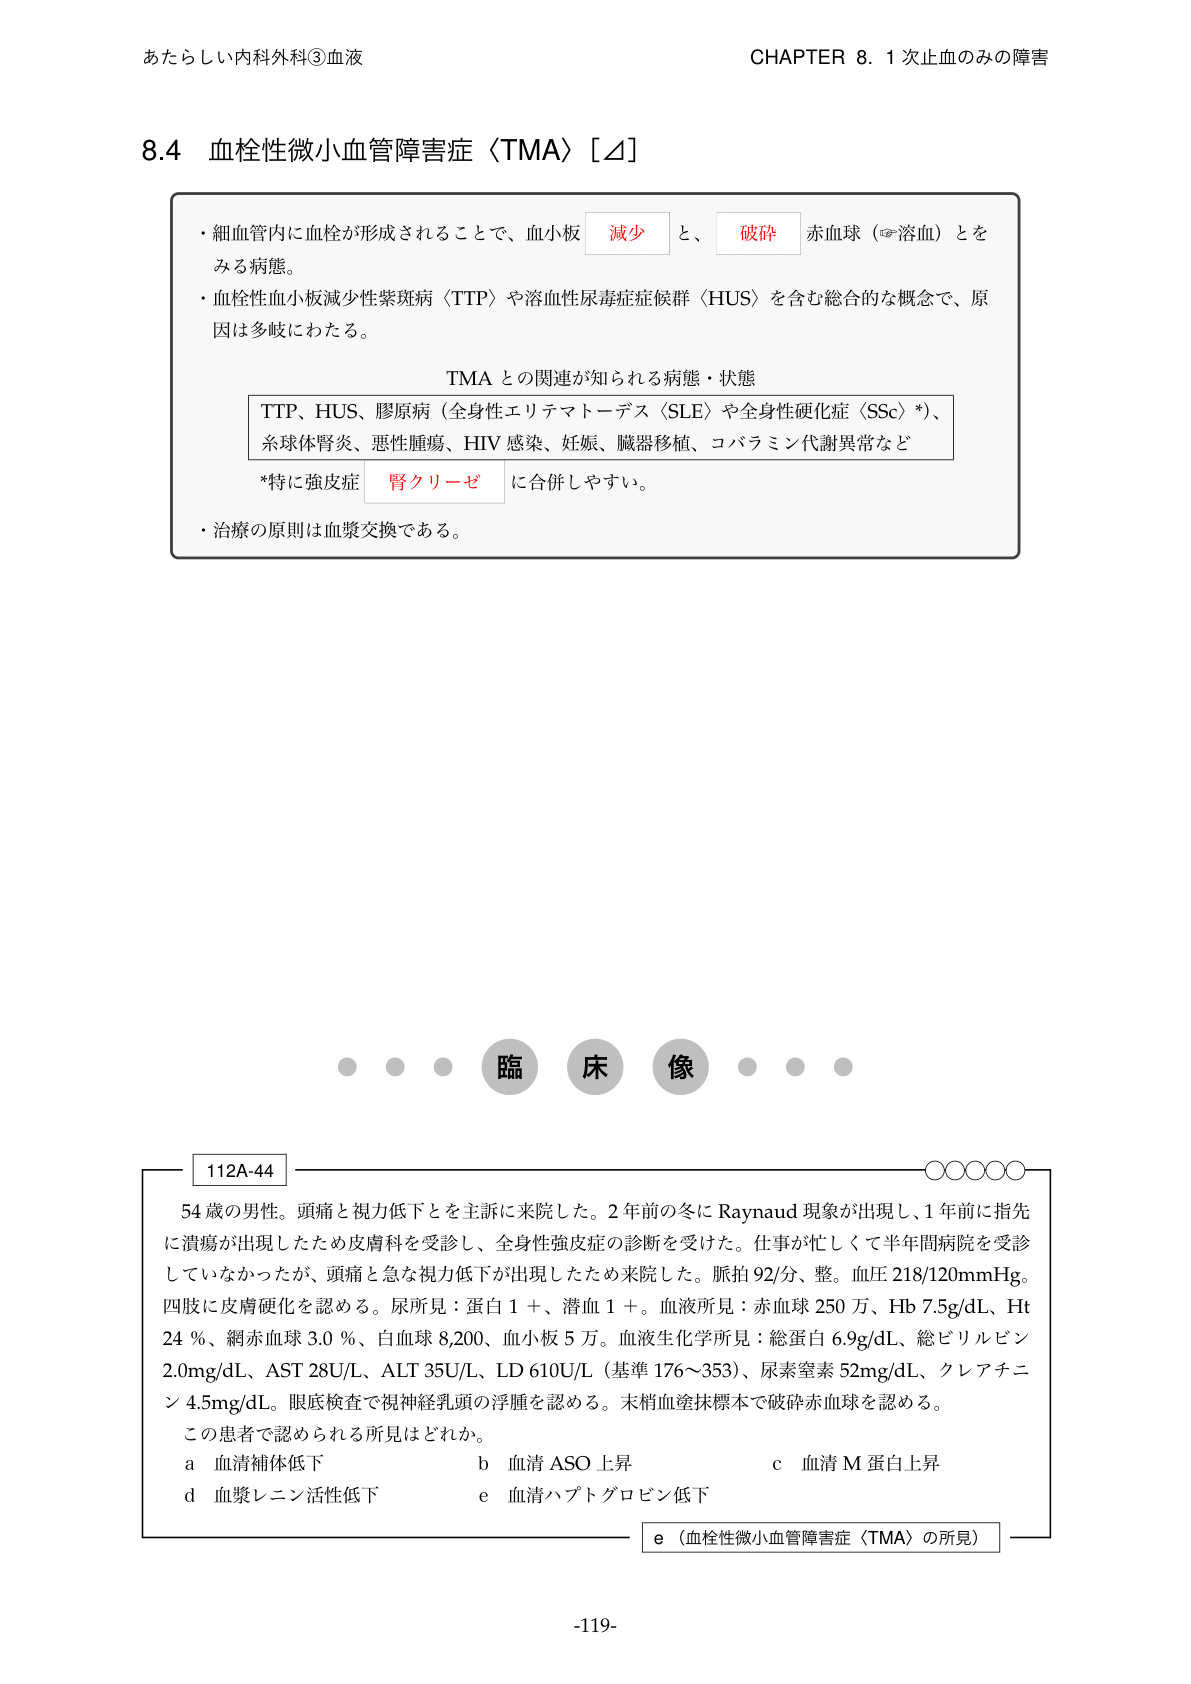 あたらしい内科外科③血液
CHAPTER 8. 1次止血のみの障害
8.4 血栓性微小血管障害症〈TMA〉[⊿]
・細血管内に血栓が形成されることで、血小板 減少 と、 破砕 赤血球（☞溶血）とを
みる病態。
・血栓性血小板減少性紫斑病〈TTP〉や溶血性尿毒症症候群〈HUS〉を含む総合的な概念で、原
因は多岐にわたる。
TMA との関連が知られる病態・状態
TTP、HUS、膠原病（全身性エリテマトーデス〈SLE〉や全身性硬化症〈SSc〉*）、
糸球体腎炎、悪性腫瘍、HIV 感染、妊娠、臓器移植、コバラミン代謝異常など
*特に強皮症 腎クリーゼ に合併しやすい。
・治療の原則は血漿交換である。
臨床像
112A-44
54 歳の男性。頭痛と視力低下とを主訴に来院した。2 年前の冬に Raynaud 現象が出現し、1 年前に指先
に潰瘍が出現したため皮膚科を受診し、全身性強皮症の診断を受けた。仕事が忙しくて半年間病院を受診
していなかったが、頭痛と急な視力低下が出現したため来院した。脈拍 92/分、整。血圧 218/120mmHg。
四肢に皮膚硬化を認める。尿所見：蛋白 1 ＋、潜血 1 ＋。血液所見：赤血球 250 万、Hb 7.5g/dL、Ht
24 ％、網赤血球 3.0 ％、白血球 8,200、血小板 5 万。血液生化学所見：総蛋白 6.9g/dL、総ビリルビン
2.0mg/dL、AST 28U/L、ALT 35U/L、LD 610U/L（基準 176～353）、尿素窒素 52mg/dL、クレアチニ
ン 4.5mg/dL。眼底検査で視神経乳頭の浮腫を認める。末梢血塗抹標本で破砕赤血球を認める。
この患者で認められる所見はどれか。
a 血清補体低下 b 血清 ASO 上昇 c 血清 M 蛋白上昇
d 血漿レニン活性低下 e 血清ハプトグロビン低下
e （血栓性微小血管障害症〈TMA〉の所見）
-119-